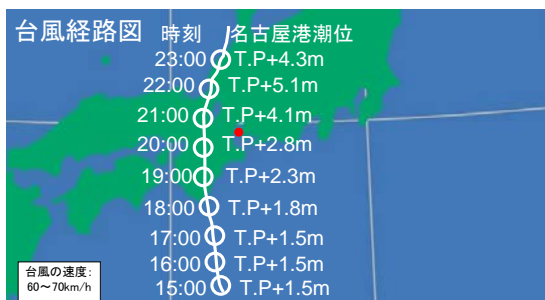 台風経路図 時刻 名古屋港潮位
23:00 T.P+4.3m
22:00 T.P+5.1m
21:00 T.P+4.1m
20:00 T.P+2.8m
19:00 T.P+2.3m
18:00 T.P+1.8m
17:00 T.P+1.5m
16:00 T.P+1.5m
15:00 T.P+1.5m
台風の速度:
60～70km/h